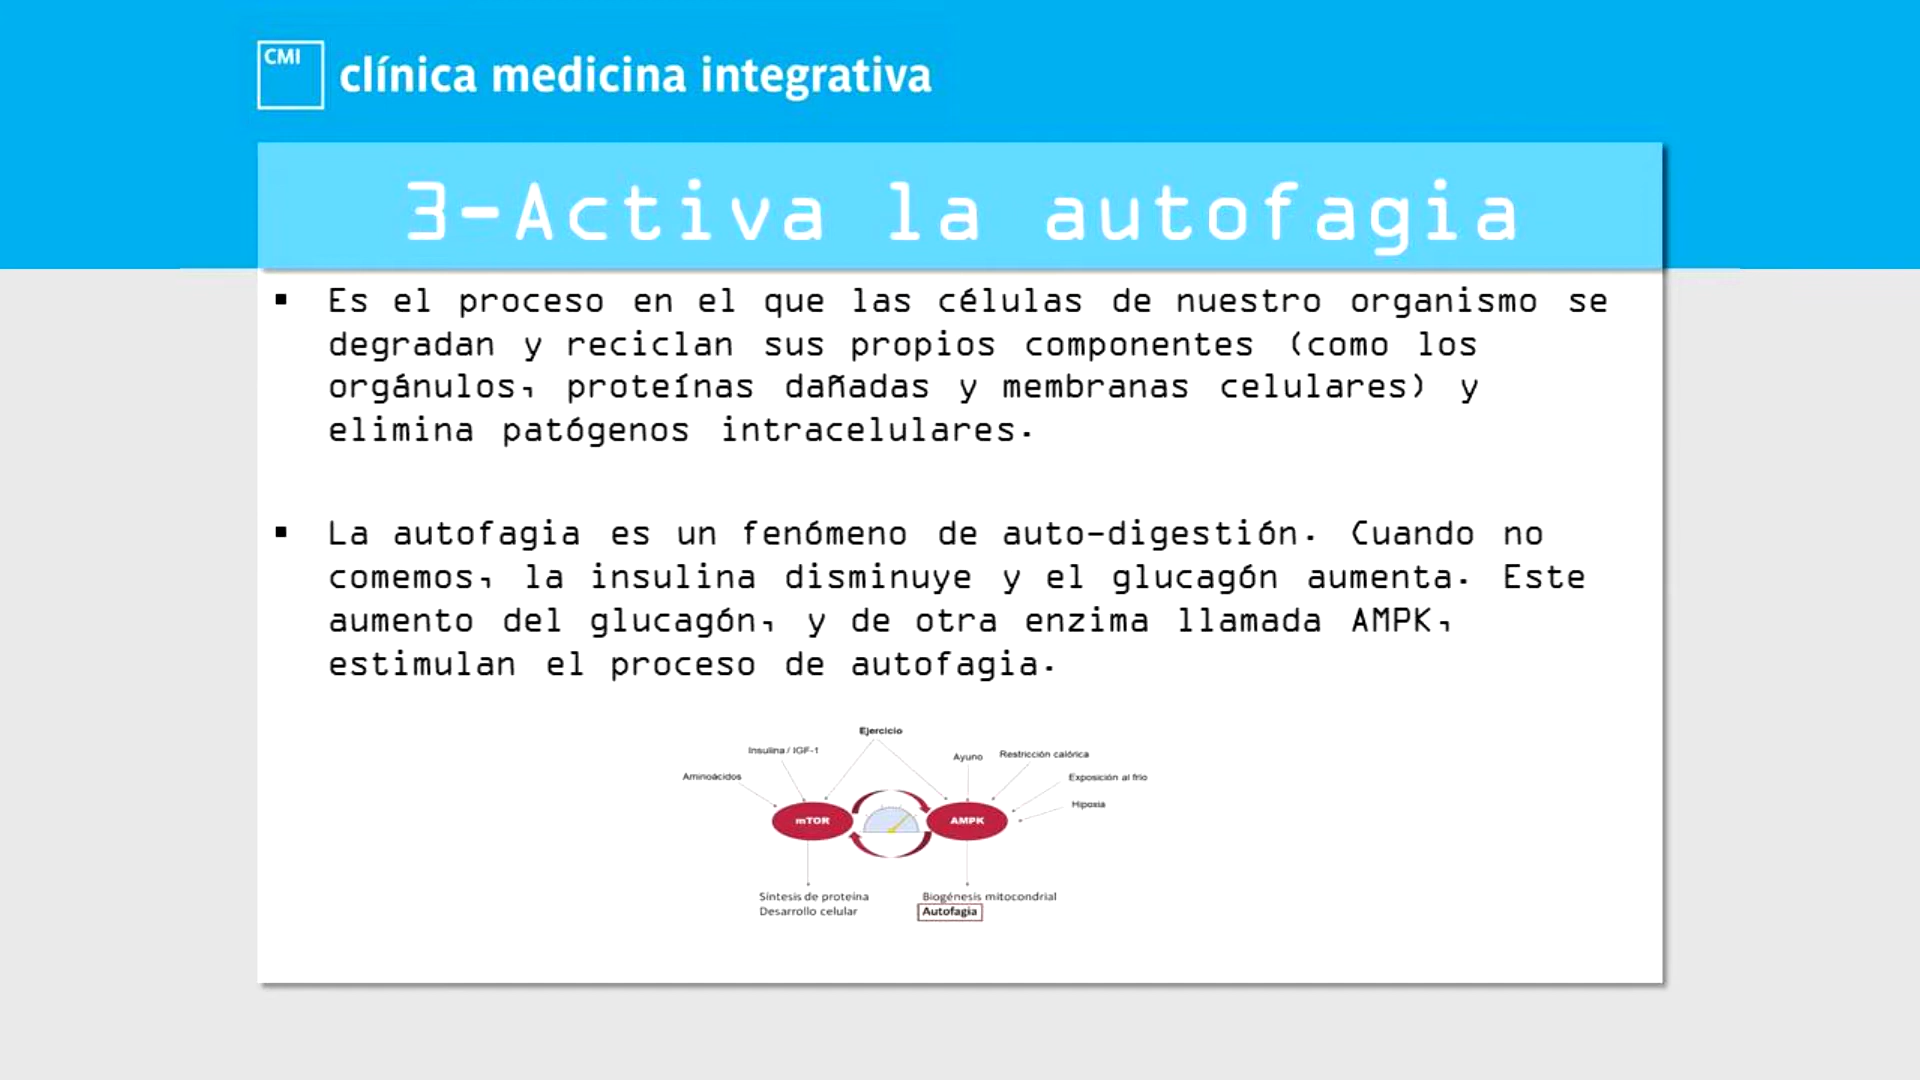 CMI
clínica medicina integrativa
3-Activa la autofagia
▪ Es el proceso en el que las células de nuestro organismo se
degradan y reciclan sus propios componentes (como los
orgánulos, proteínas dañadas y membranas celulares) y
elimina patógenos intracelulares.
▪ La autofagia es un fenómeno de auto-digestión. Cuando no
comemos, la insulina disminuye y el glucagón aumenta. Este
aumento del glucagón, y de otra enzima llamada AMPK,
estimulan el proceso de autofagia.
Ejercicio
Insulina / IGF-1
Ayuno
Restricción calórica
Aminoácidos
Exposición al frío
Hipoxia
mTOR
AMPK
Síntesis de proteína
Desarrollo celular
Biogénesis mitocondrial
Autofagia